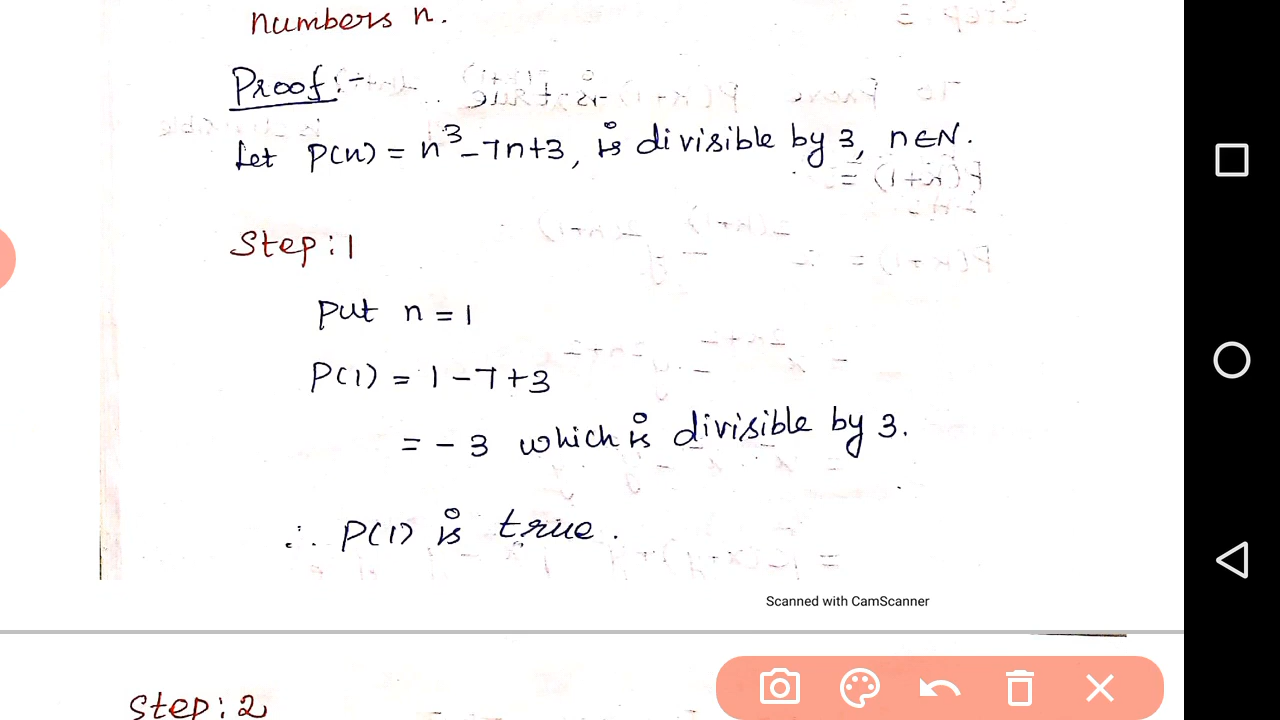 numbers n.
Proof:-
Let P(n) = n³-7n+3, is divisible by 3, n∈N.
Step:1
put n = 1
P(1) = 1-7+3
= -3 which is divisible by 3.
∴ P(1) is true.
Scanned with CamScanner
Step:2